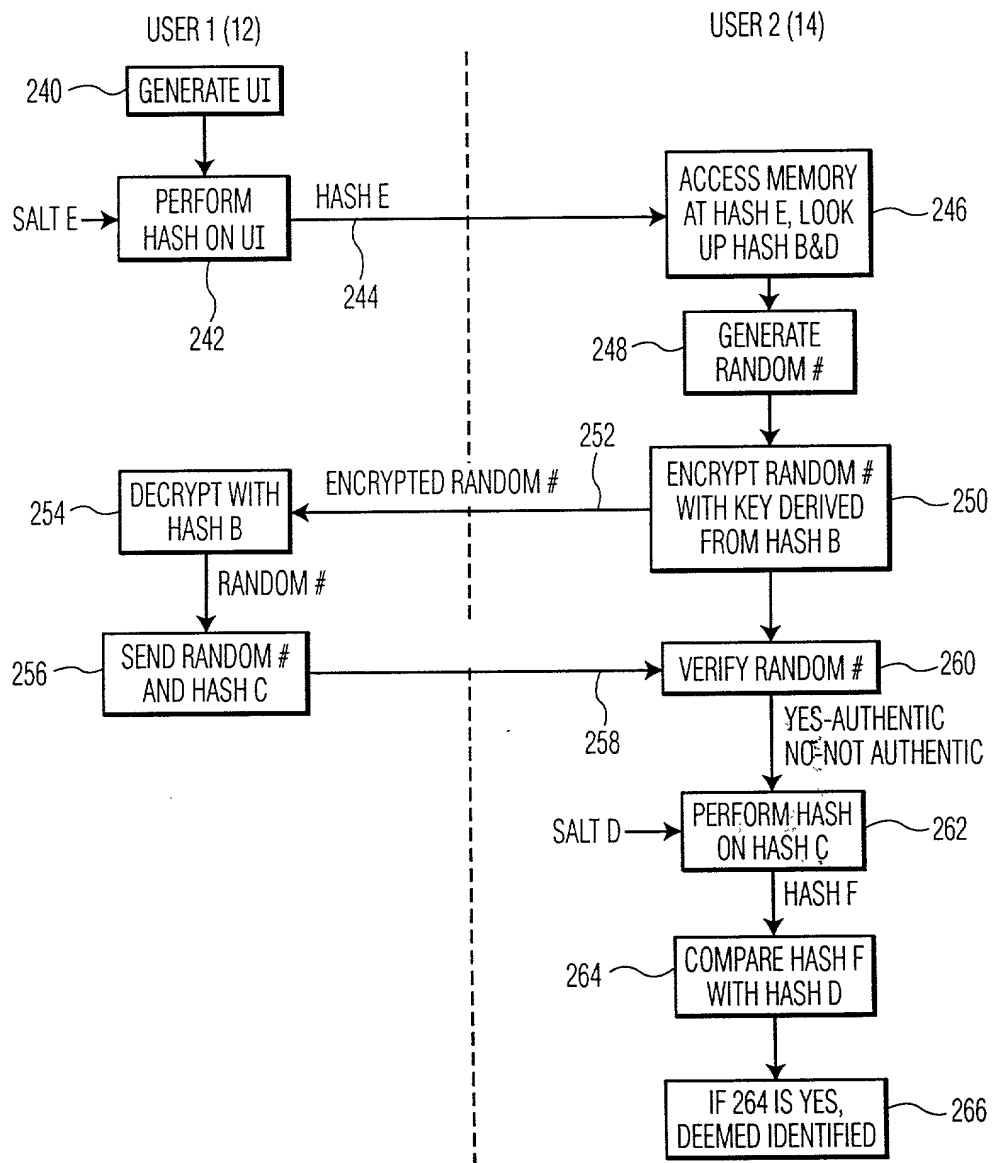 USER 1 (12)
USER 2 (14)
240
GENERATE UI
SALT E
PERFORM
HASH ON UI
242
HASH E
244
ACCESS MEMORY
AT HASH E, LOOK
UP HASH B&D
246
248
GENERATE
RANDOM #
252
ENCRYPT RANDOM #
WITH KEY DERIVED
FROM HASH B
250
ENCRYPTED RANDOM #
254
DECRYPT WITH
HASH B
RANDOM #
256
SEND RANDOM #
AND HASH C
258
VERIFY RANDOM #
260
YES-AUTHENTIC
NO-NOT AUTHENTIC
SALT D
PERFORM HASH
ON HASH C
262
HASH F
264
COMPARE HASH F
WITH HASH D
IF 264 IS YES,
DEEMED IDENTIFIED
266